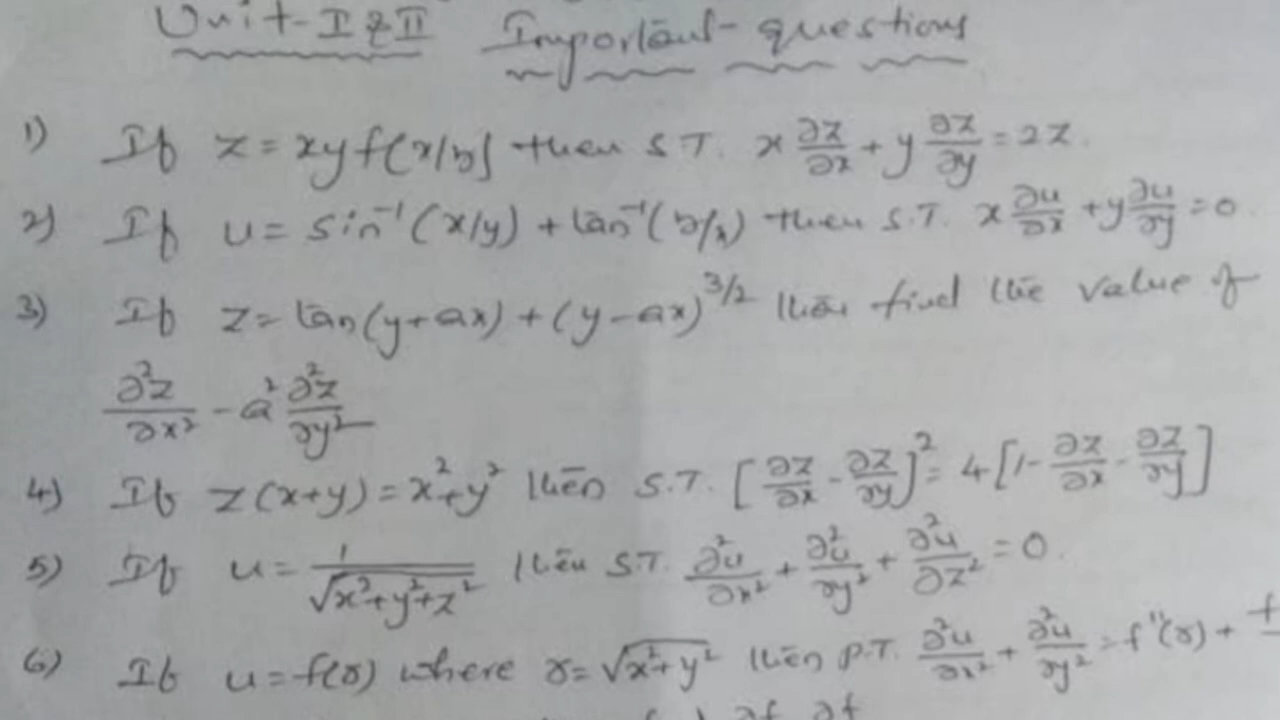 Unit-I & II Important questions
1) If z = xy f(x/y) then S.T. x ∂z/∂x + y ∂z/∂y = 2z.
2) If u = sin⁻¹(x/y) + tan⁻¹(y/x) then S.T. x ∂u/∂x + y ∂u/∂y = 0.
3) If z = tan(y+ax) + (y-ax)^3/2 then find the value of
∂²z/∂x² - a² ∂²z/∂y²
4) If z(x+y) = x²+y² then S.T. [∂z/∂x - ∂z/∂y]² = 4[1 - ∂z/∂x - ∂z/∂y]
5) If u = 1/√x²+y²+z² then S.T. ∂²u/∂x² + ∂²u/∂y² + ∂²u/∂z² = 0.
6) If u = f(r) where r = √x²+y² then P.T. ∂²u/∂x² + ∂²u/∂y² = f''(r) +
∂f ∂f